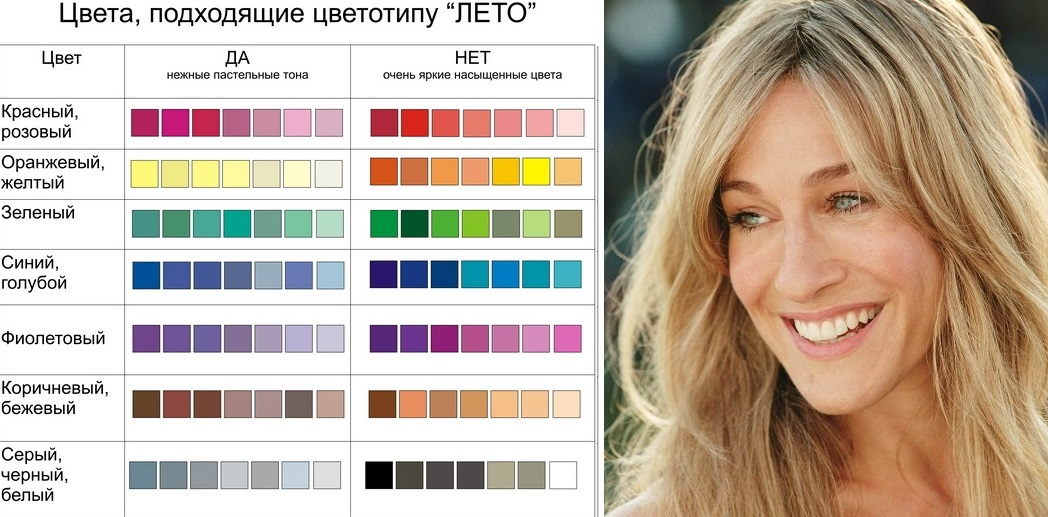 Цвета, подходящие цветотипу “ЛЕТО”
Цвет
ДА
нежные пастельные тона
НЕТ
очень яркие насыщенные цвета
Красный,
розовый
Оранжевый,
желтый
Зеленый
Синий,
голубой
Фиолетовый
Коричневый,
бежевый
Серый,
черный,
белый